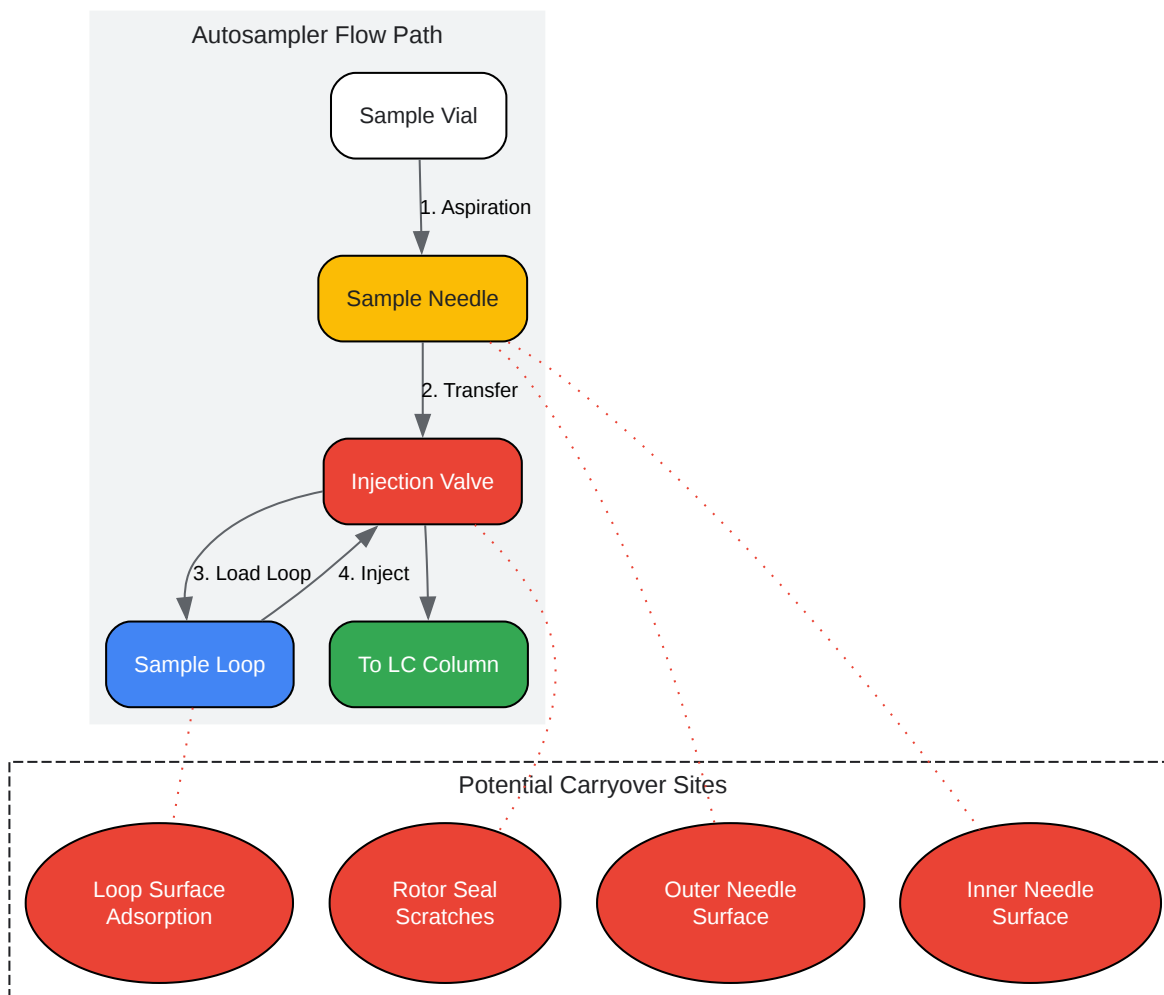 Autosampler Flow Path
Sample Vial
1. Aspiration
Sample Needle
2. Transfer
Injection Valve
3. Load Loop
4. Inject
Sample Loop
To LC Column
Potential Carryover Sites
Loop Surface
Adsorption
Rotor Seal
Scratches
Outer Needle
Surface
Inner Needle
Surface